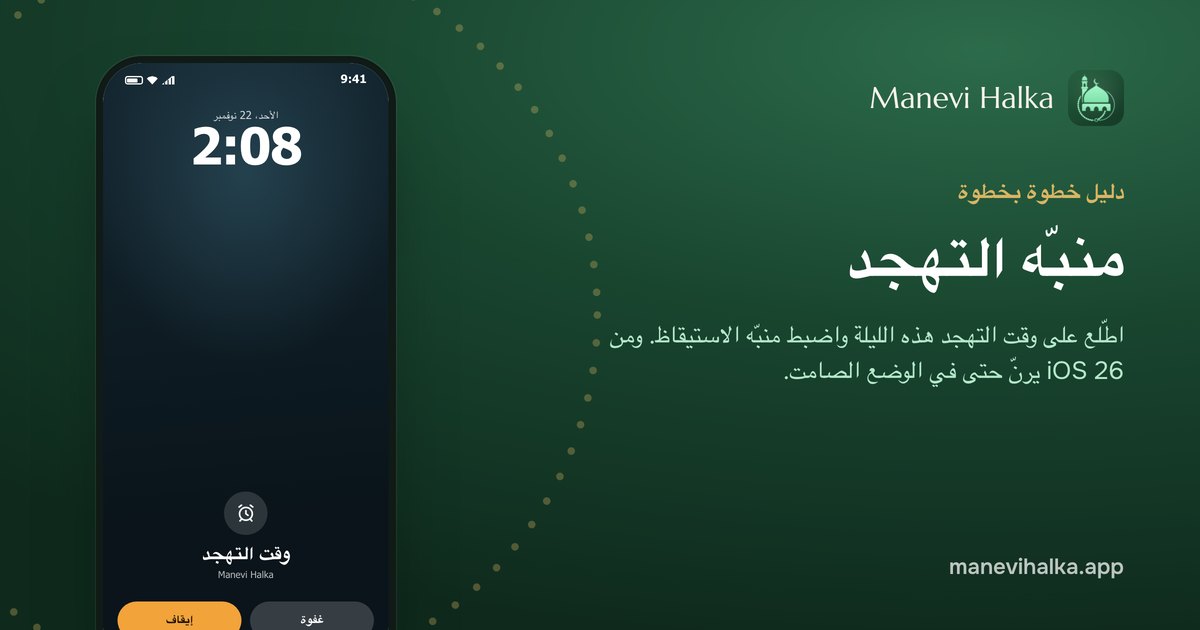 9:41
الأحد، 22 نوفمبر
2:08
وقت التهجد
Manevi Halka
إيقاف
غفوة
Manevi Halka
دليل خطوة بخطوة
منبّه التهجد
اطّلع على وقت التهجد هذه الليلة واضبط منبّه الاستيقاظ. ومن
iOS 26 يرنّ حتى في الوضع الصامت.
manevihalka.app